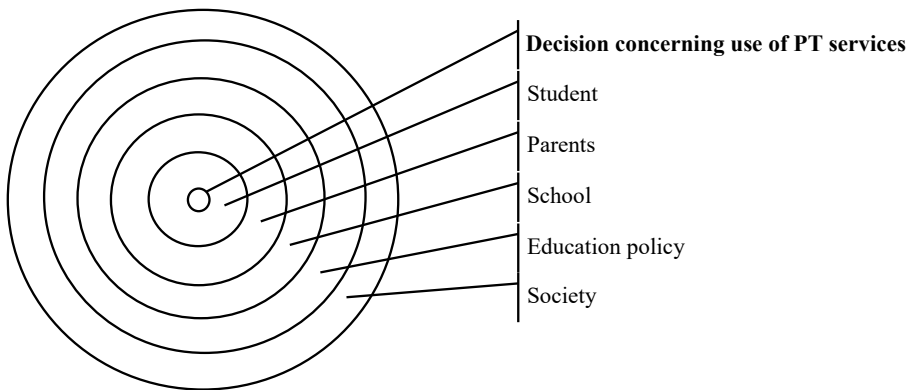 Decision concerning use of PT services
Student
Parents
School
Education policy
Society